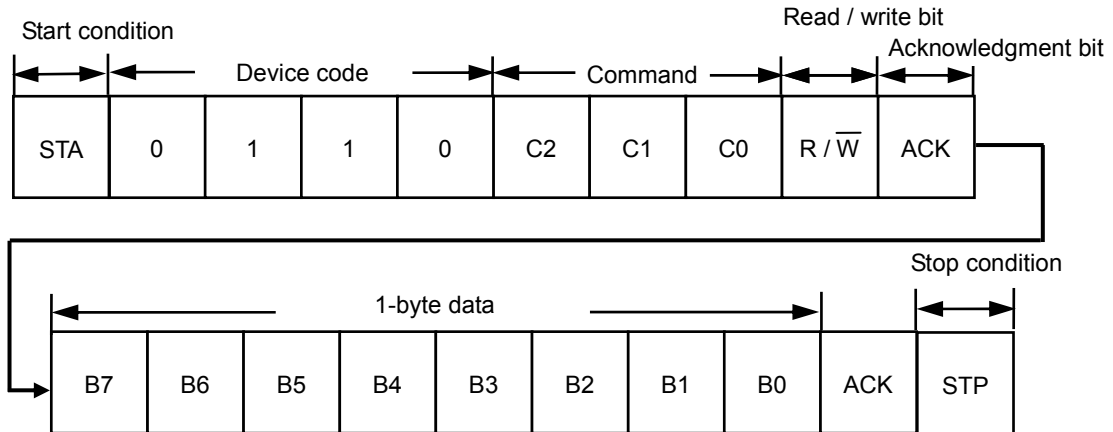 Read / write bit
Start condition
Acknowledgment bit
Device code
Command
STA 0 1 1 0 C2 C1 C0 R / W̅ ACK
Stop condition
1-byte data
B7 B6 B5 B4 B3 B2 B1 B0 ACK STP